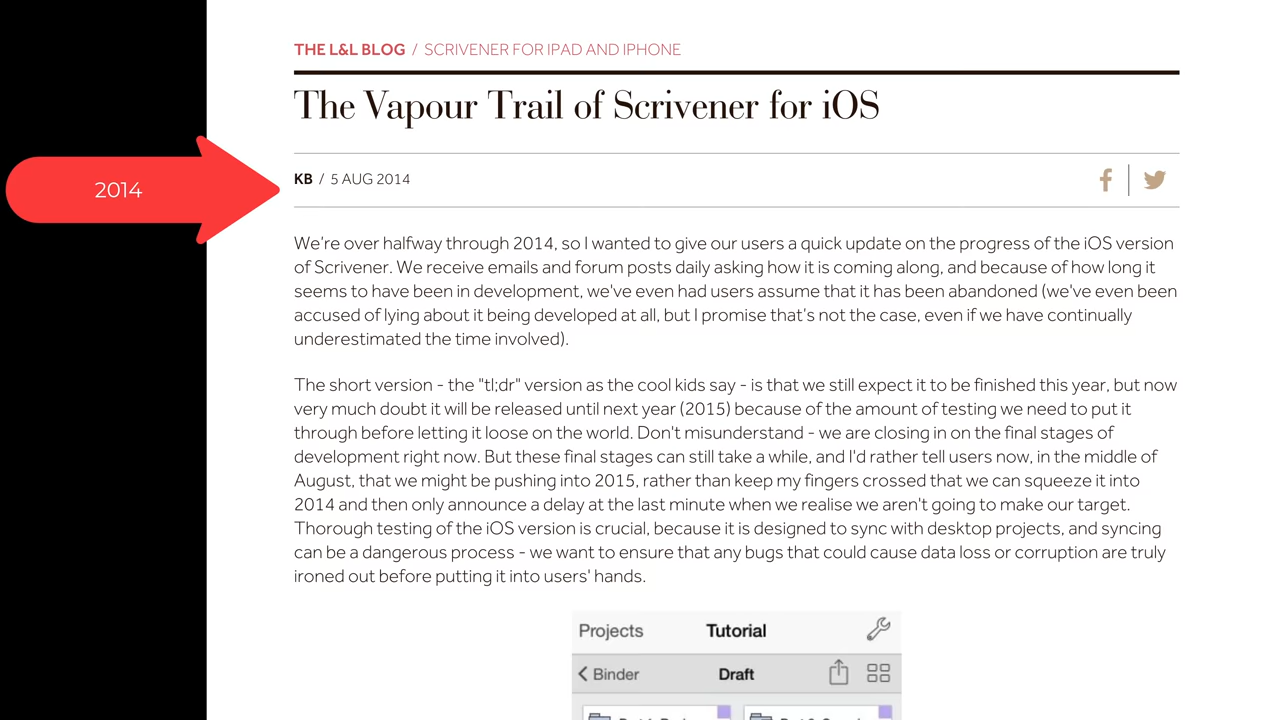 THE L&L BLOG / SCRIVENER FOR IPAD AND IPHONE
The Vapour Trail of Scrivener for iOS
2014
KB / 5 AUG 2014
We're over halfway through 2014, so I wanted to give our users a quick update on the progress of the iOS version
of Scrivener. We receive emails and forum posts daily asking how it is coming along, and because of how long it
seems to have been in development, we've even had users assume that it has been abandoned (we've even been
accused of lying about it being developed at all, but I promise that's not the case, even if we have continually
underestimated the time involved).
The short version - the "tl;dr" version as the cool kids say - is that we still expect it to be finished this year, but now
very much doubt it will be released until next year (2015) because of the amount of testing we need to put it
through before letting it loose on the world. Don't misunderstand - we are closing in on the final stages of
development right now. But these final stages can still take a while, and I'd rather tell users now, in the middle of
August, that we might be pushing into 2015, rather than keep my fingers crossed that we can squeeze it into
2014 and then only announce a delay at the last minute when we realise we aren't going to make our target.
Thorough testing of the iOS version is crucial, because it is designed to sync with desktop projects, and syncing
can be a dangerous process - we want to ensure that any bugs that could cause data loss or corruption are truly
ironed out before putting it into users' hands.
Projects Tutorial
Binder Draft